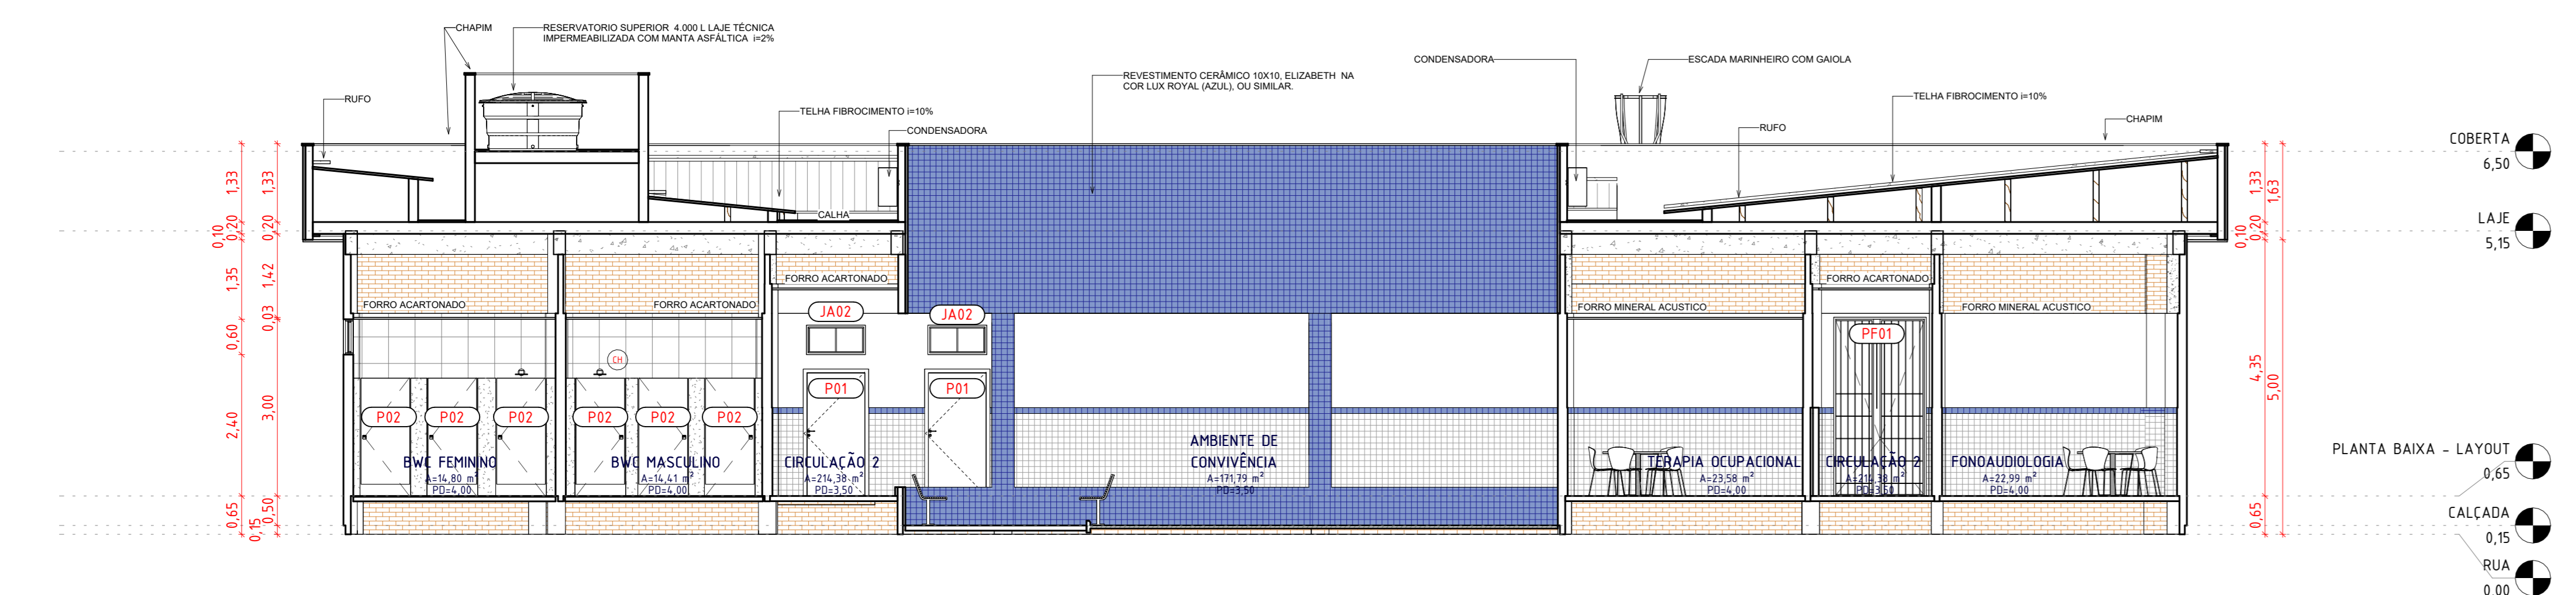 CHAPIM
RESERVATORIO SUPERIOR 4.000 L LAJE TÉCNICA
IMPERMEABILIZADA COM MANTA ASFÁLTICA i=2%
RUFO
TELHA FIBROCIMENTO i=10%
CONDENSADORA
REVESTIMENTO CERÂMICO 10X10, ELIZABETH NA
COR LUX ROYAL (AZUL), OU SIMILAR.
CONDENSADORA
ESCADA MARINHEIRO COM GAIOLA
TELHA FIBROCIMENTO i=10%
RUFO
CHAPIM
COBERTA
6,50
LAJE
5,15
PLANTA BAIXA - LAYOUT
0,65
CALÇADA
0,15
RUA
0,00
1,33
0,20
0,10
1,35
0,60
2,40
0,65
0,15
1,33
0,20
1,42
0,03
3,00
0,50
CALHA
FORRO ACARTONADO
FORRO ACARTONADO
FORRO ACARTONADO
JA02
JA02
CH
P01
P01
P02
P02
P02
P02
P02
P02
BWC FEMININO
A=14,80 m²
PD=4,00
BWC MASCULINO
A=14,41 m²
PD=4,00
CIRCULAÇÃO 2
A=214,38 m²
PD=3,50
AMBIENTE DE
CONVIVÊNCIA
A=171,79 m²
PD=3,50
FORRO MINERAL ACUSTICO
FORRO ACARTONADO
FORRO MINERAL ACUSTICO
PF01
TERAPIA OCUPACIONAL
A=23,58 m²
PD=4,00
CIRCULAÇÃO 2
A=214,38 m²
PD=3,50
FONOAUDIOLOGIA
A=22,99 m²
PD=4,00
1,33
0,20
0,10
4,35
0,65
1,63
5,00